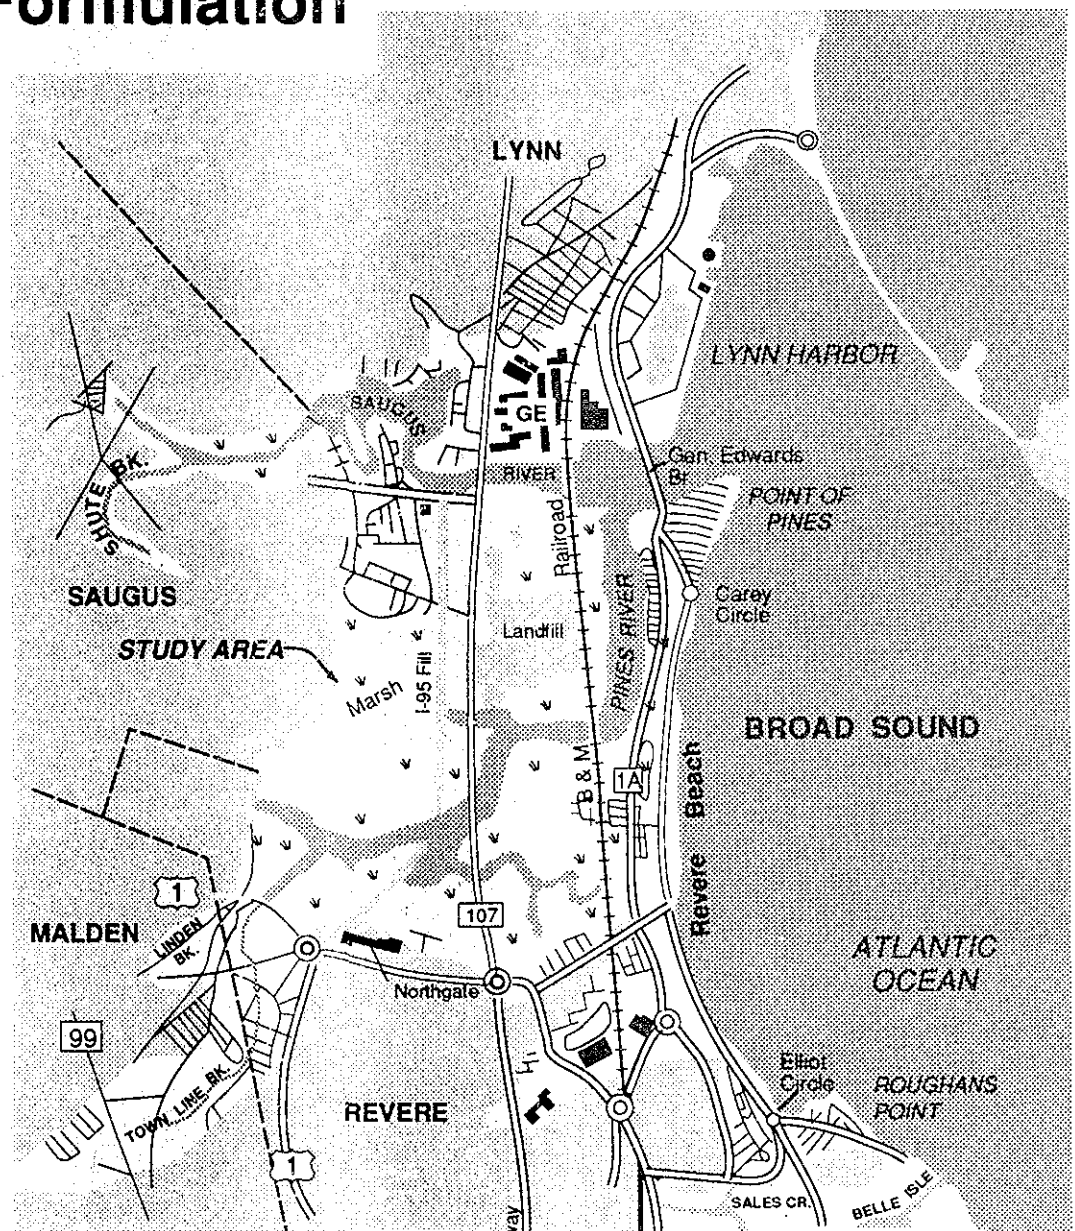 Formulation
LYNN
LYNN HARBOR
SAUGUS
GE
RIVER
Gen. Edwards
Br.
POINT OF
PINES
SHUTE BK.
Railroad
SAUGUS
Carey
Circle
PINES RIVER
Landfill
STUDY AREA
Marsh
I-95 Fill
BROAD SOUND
B & M
1A
Revere Beach
1
107
MALDEN
LINDEN
BK.
ATLANTIC
OCEAN
Northgate
99
Elliot
Circle
ROUGHANS
POINT
TOWN LINE BK.
REVERE
1
SALES CR.
BELLE ISLE
way